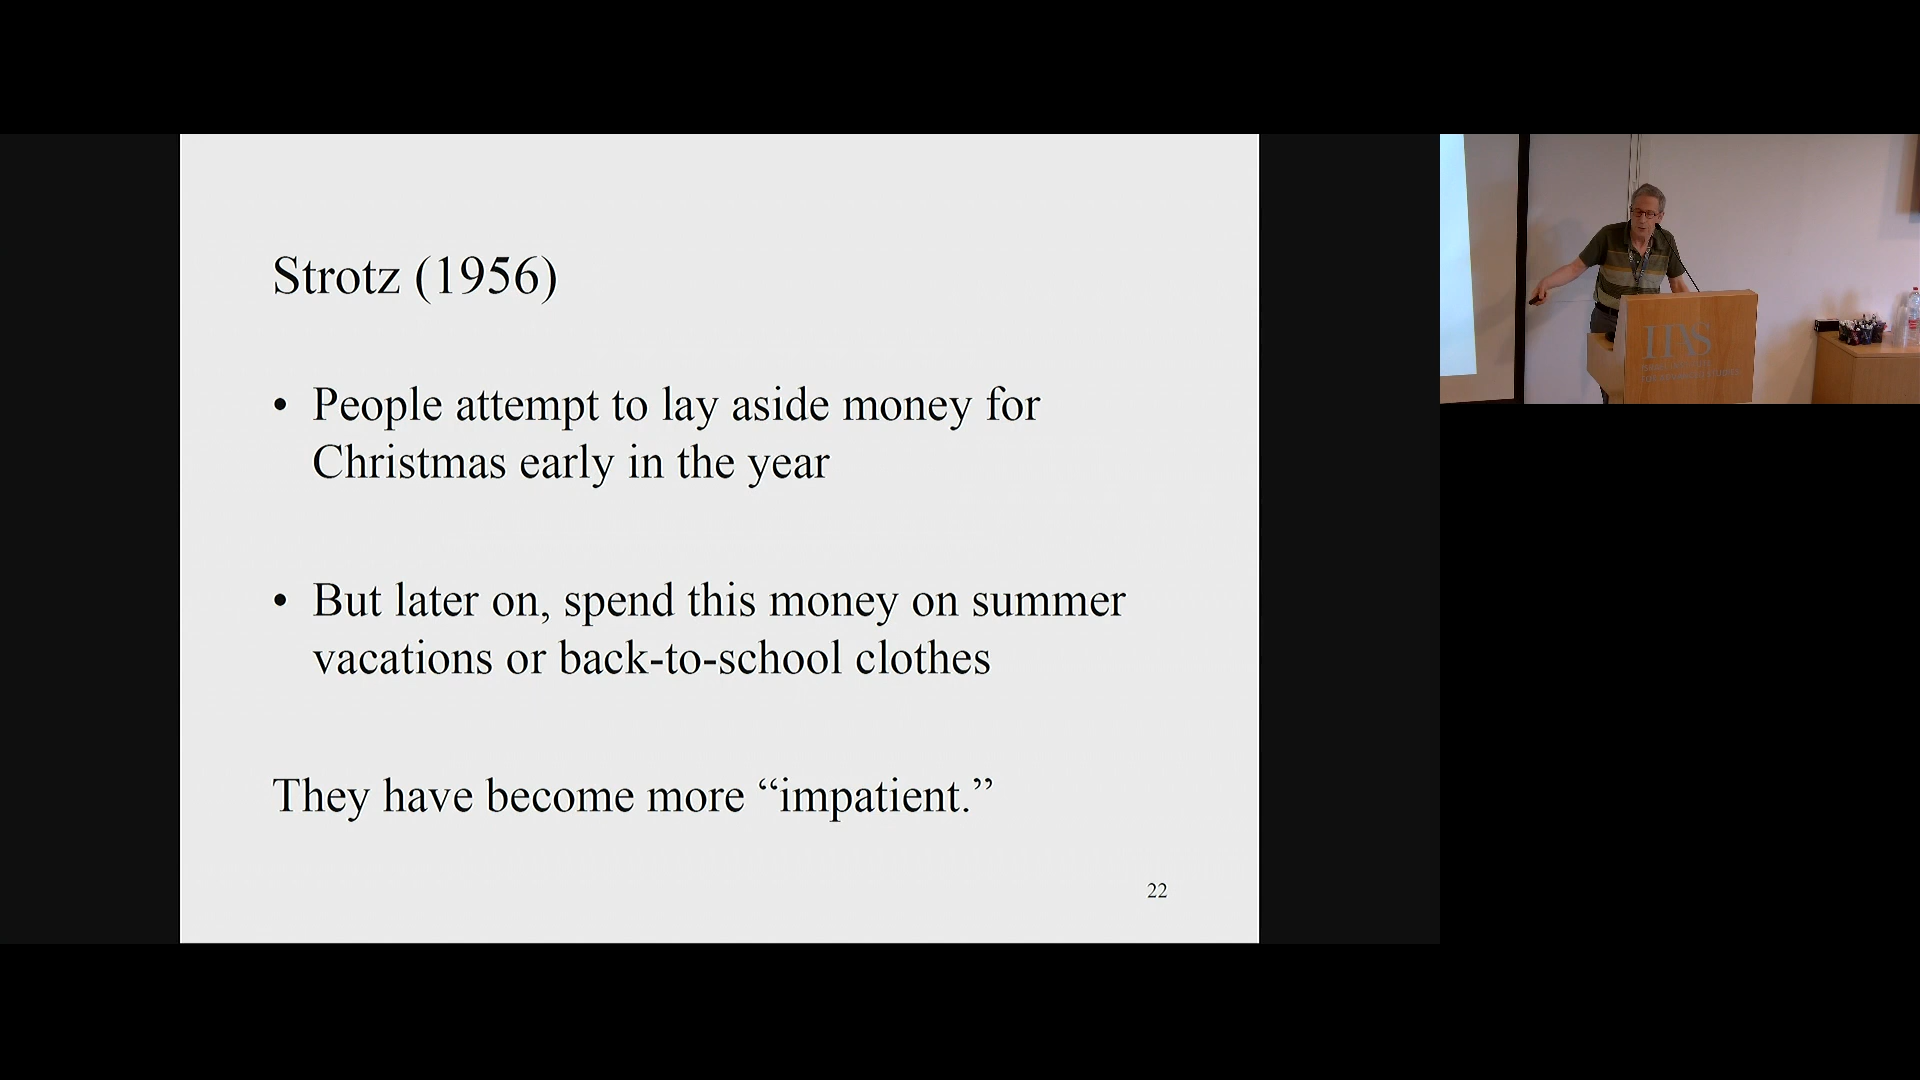 Strotz (1956)
• People attempt to lay aside money for
Christmas early in the year
• But later on, spend this money on summer
vacations or back-to-school clothes
They have become more “impatient.”
22
IIAS